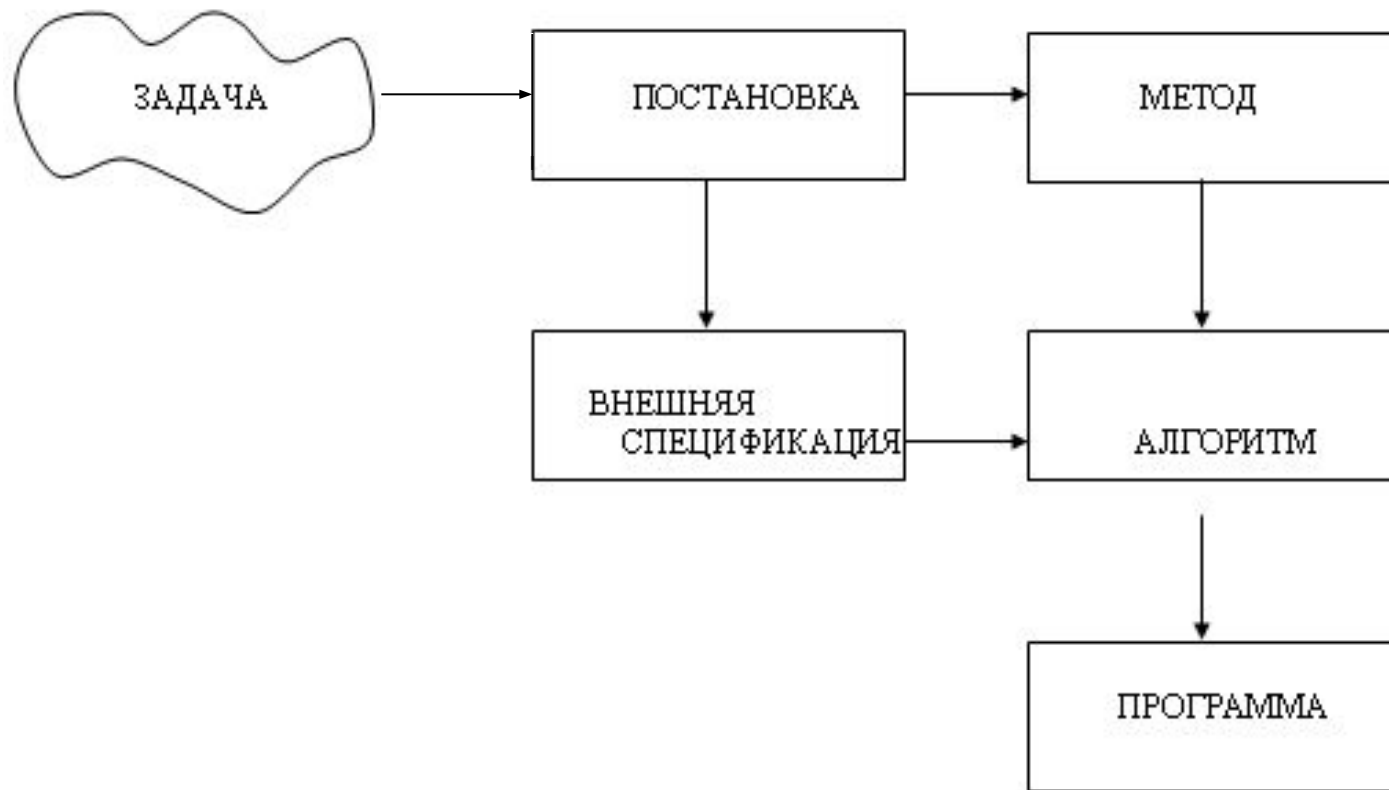 ЗАДАЧА
ПОСТАНОВКА
МЕТОД
ВНЕШНЯЯ
СПЕЦИФИКАЦИЯ
АЛГОРИТМ
ПРОГРАММА